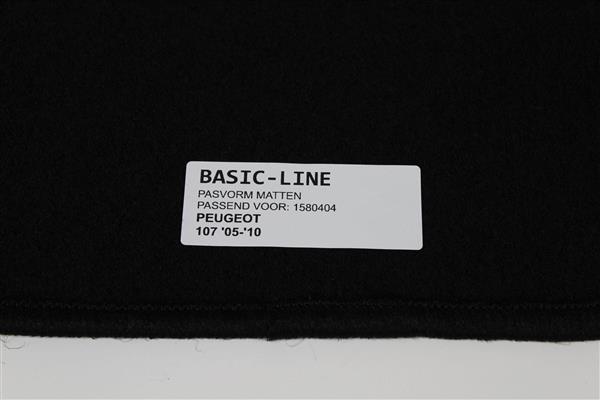 BASIC-LINE
PASVORM MATTEN
PASSEND VOOR: 1580404
PEUGEOT
107 '05-'10